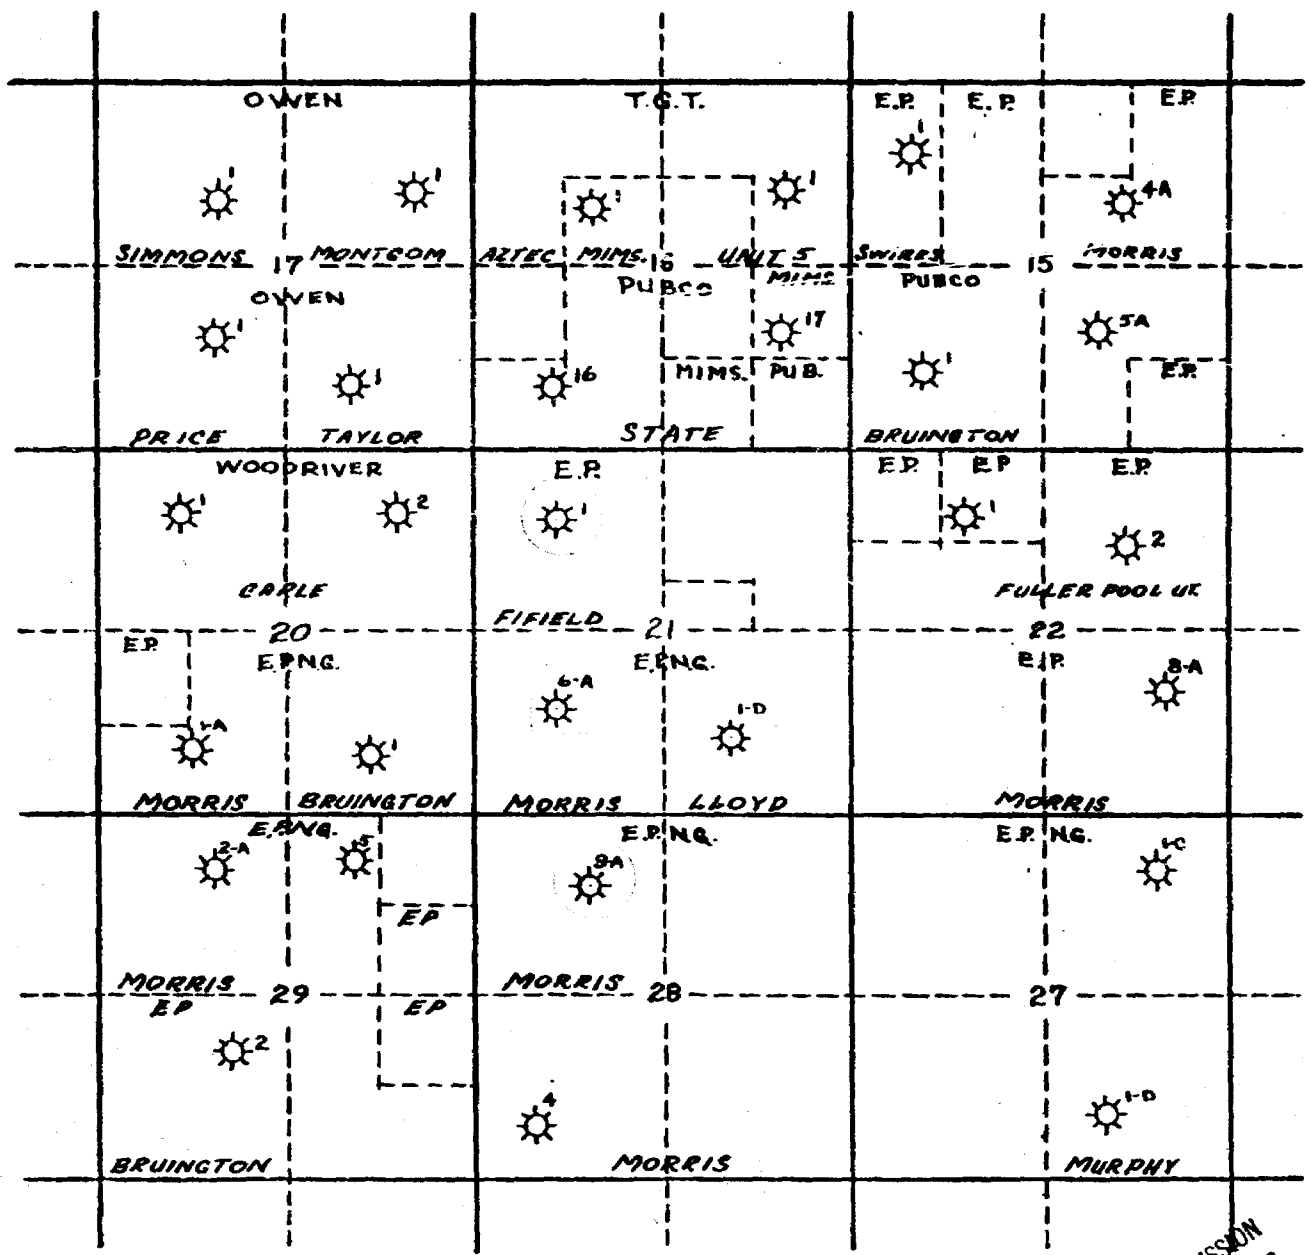 OWEN T.G.T. E.P. E.P. E.P.
1 1 1 1 1 4-A
SIMMONS 17 MONTGOM AZTEC MIMS. 16 UNIT 5 SWIRES 15 MORRIS
OWEN PUBCO MIMS PUBCO
1 1 17 1 5A
16 MIMS. PUB. E.P.
PRICE TAYLOR STATE BRUINGTON
WOODRIVER E.P. E.P. E P E.P.
1 2 1 1 2
CARLE FULLER POOL UT.
20 FIFIELD 21 22
E.P. E.P.N.G. E.P.N.G. E.P.
6-A 1-D 8-A
1-A 1
MORRIS BRUINGTON MORRIS LLOYD MORRIS
E.P.N.G. E.P.N.G. E.P.N.G.
2-A 5 9-A 1-C
EP
MORRIS 29 MORRIS 28 27
EP EP
2
4 1-D
BRUINGTON MORRIS MURPHY